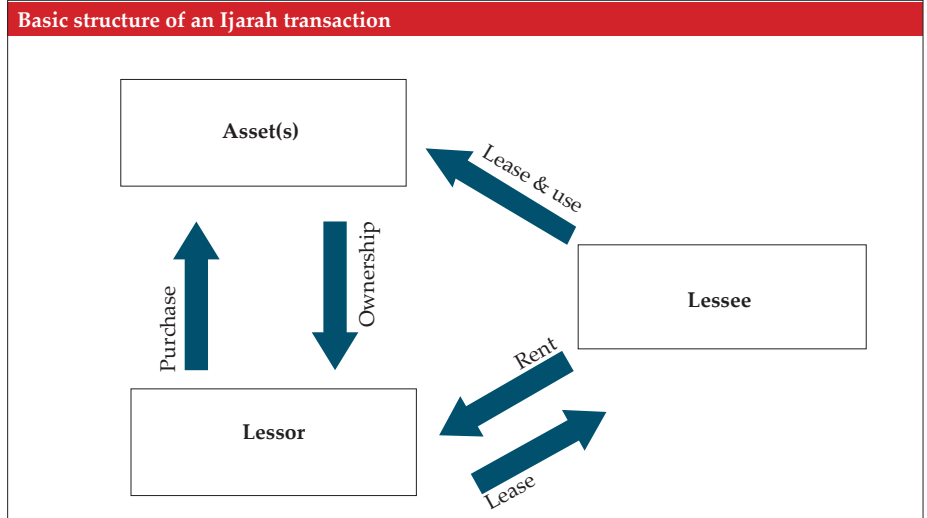 Basic structure of an Ijarah transaction
Asset(s)
Lease & use
Purchase
Ownership
Lessee
Rent
Lessor
Lease